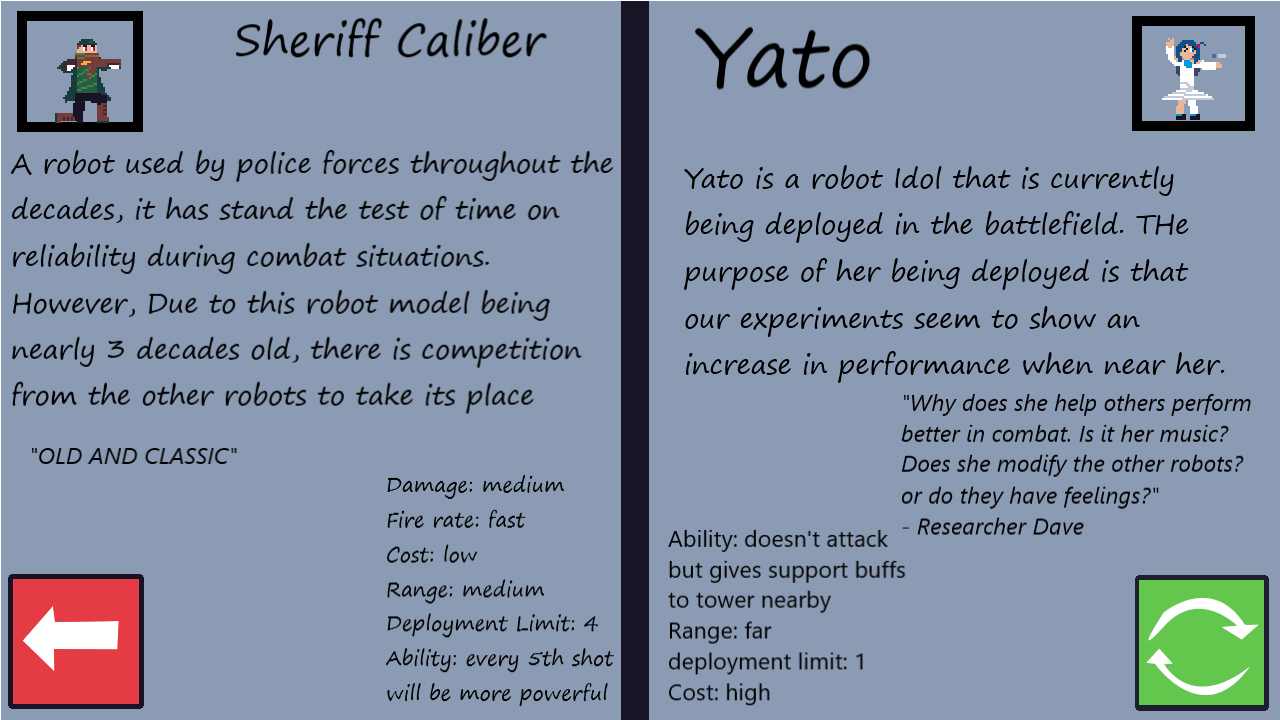 Sheriff Caliber
A robot used by police forces throughout the
decades, it has stand the test of time on
reliability during combat situations.
However, Due to this robot model being
nearly 3 decades old, there is competition
from the other robots to take its place
"OLD AND CLASSIC"
Damage: medium
Fire rate: fast
Cost: low
Range: medium
Deployment Limit: 4
Ability: every 5th shot
will be more powerful
Yato
Yato is a robot Idol that is currently
being deployed in the battlefield. THe
purpose of her being deployed is that
our experiments seem to show an
increase in performance when near her.
"Why does she help others perform
better in combat. Is it her music?
Does she modify the other robots?
or do they have feelings?"
- Researcher Dave
Ability: doesn't attack
but gives support buffs
to tower nearby
Range: far
deployment limit: 1
Cost: high